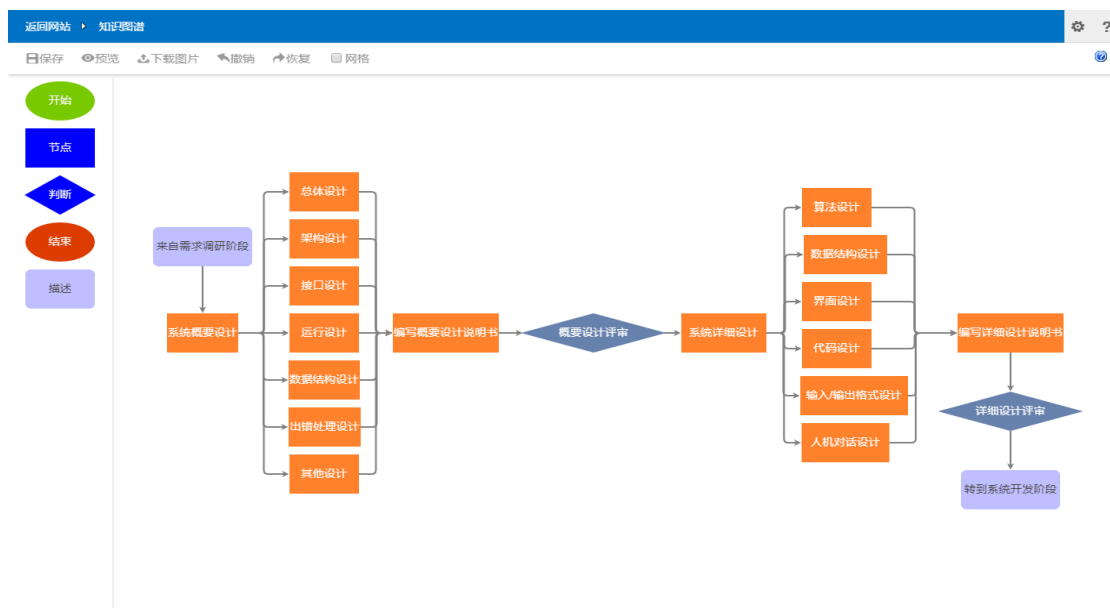 返回网站 知识图谱
?
保存 预览 下载图片 撤销 恢复 网格
?
开始
节点
判断
结束
描述
来自需求调研阶段
系统概要设计
总体设计
架构设计
接口设计
运行设计
数据结构设计
出错处理设计
其他设计
编写概要设计说明书
概要设计评审
系统详细设计
算法设计
数据结构设计
界面设计
代码设计
输入/输出格式设计
人机对话设计
编写详细设计说明书
详细设计评审
转到系统开发阶段